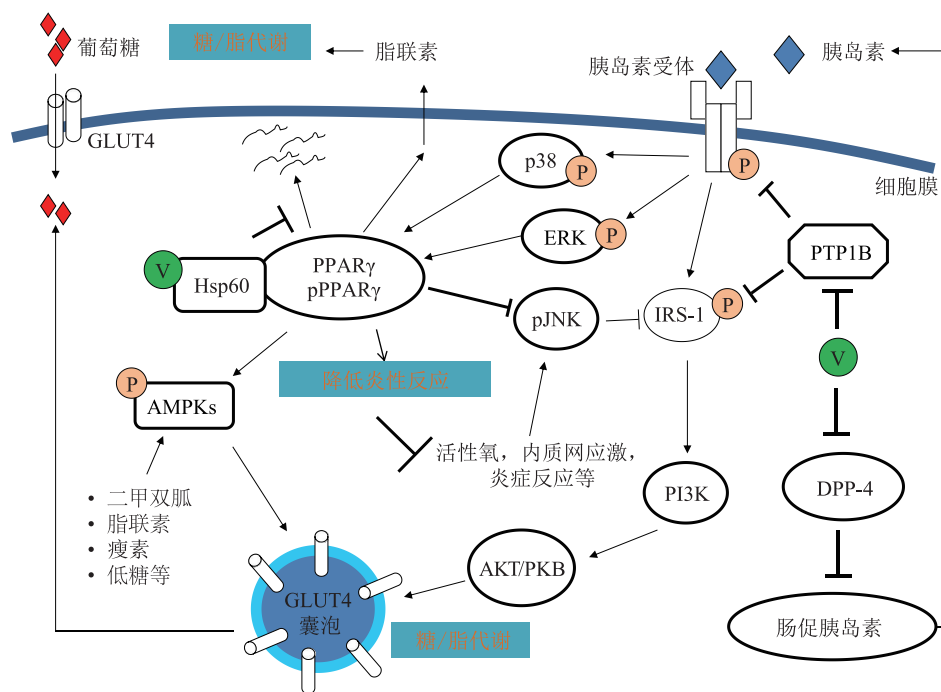 葡萄糖
糖/脂代谢
脂联素
胰岛素受体
胰岛素
GLUT4
p38
P
P
细胞膜
ERK
P
PTP1B
V
Hsp60
PPARγ
pPPARγ
pJNK
IRS-1
P
V
降低炎性反应
P
AMPKs
活性氧，内质网应激，
炎症反应等
PI3K
DPP-4
• 二甲双胍
• 脂联素
• 瘦素
• 低糖等
AKT/PKB
GLUT4
囊泡
糖/脂代谢
肠促胰岛素